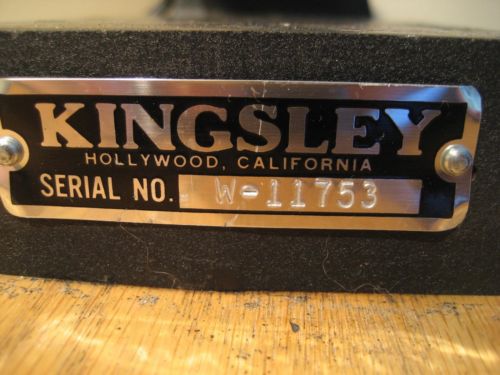 KINGSLEY
HOLLYWOOD, CALIFORNIA
SERIAL NO. W-11753